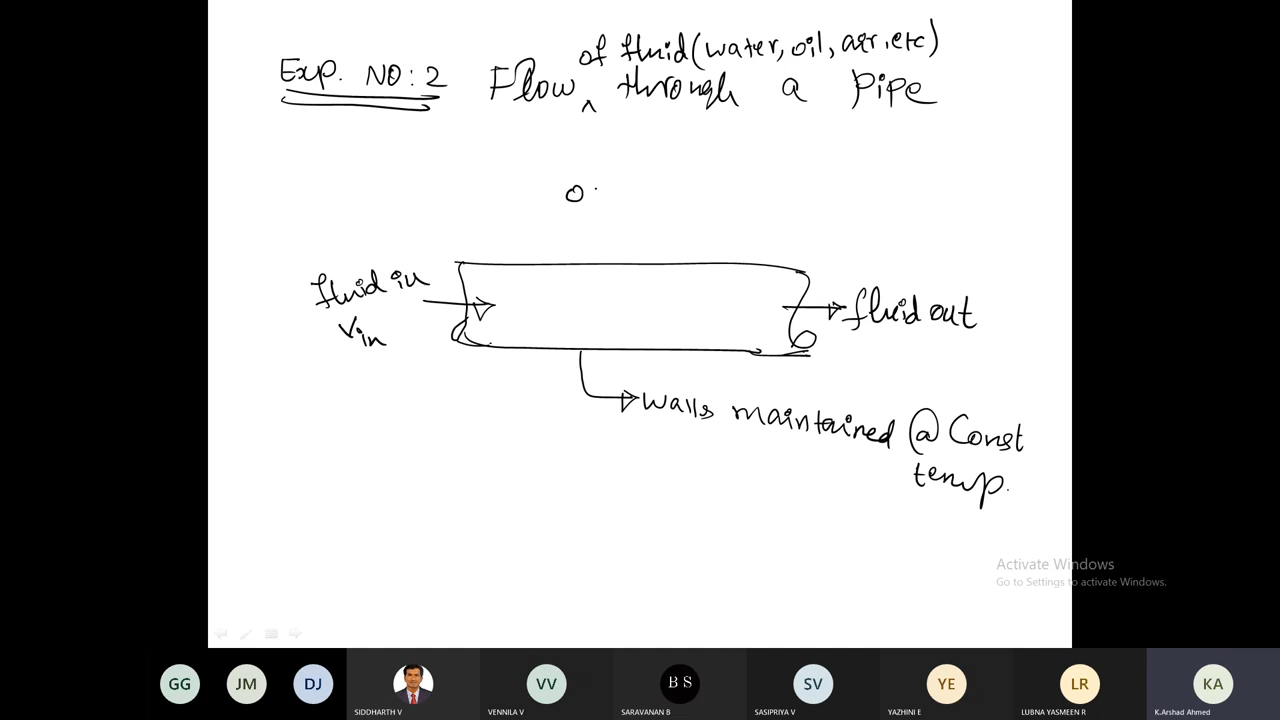 of fluid (water, oil, air, etc)
Exp. NO: 2 Flow ^ through a Pipe
0.
fluid in
Vin
fluid out
walls maintained @ Const
temp.
Activate Windows
Go to Settings to activate Windows.
GG JM DJ VV B S SV YE LR KA
SIDDHARTH V VENNILA V SARAVANAN B SASIPRIYA V YAZHINI E LUBNA YASMEEN R K.Arshad Ahmed